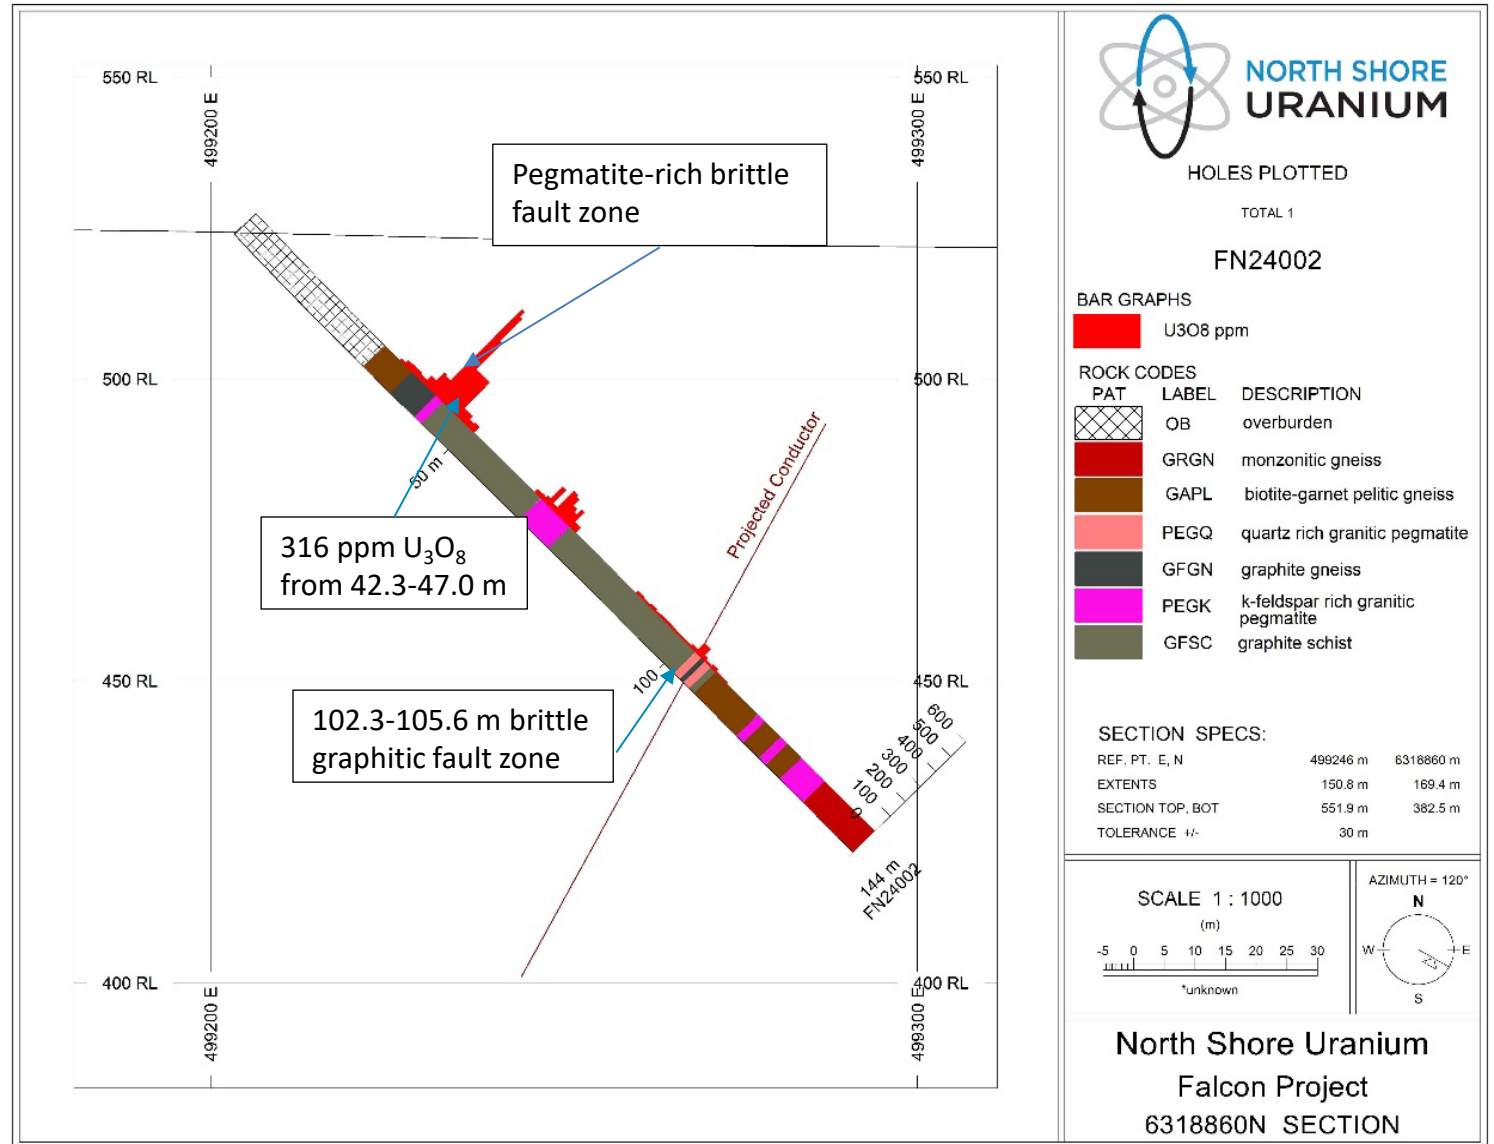 550 RL
550 RL
499200 E
499300 E
Pegmatite-rich brittle
fault zone
500 RL
500 RL
50 m
Projected Conductor
316 ppm U₃O₈
from 42.3-47.0 m
450 RL
450 RL
100
102.3-105.6 m brittle
graphitic fault zone
0
100
200
300
400
500
600
144 m
FN24002
400 RL
400 RL
499200 E
499300 E
NORTH SHORE
URANIUM
HOLES PLOTTED
TOTAL 1
FN24002
BAR GRAPHS
U3O8 ppm
ROCK CODES
PAT LABEL DESCRIPTION
OB overburden
GRGN monzonitic gneiss
GAPL biotite-garnet pelitic gneiss
PEGQ quartz rich granitic pegmatite
GFGN graphite gneiss
PEGK k-feldspar rich granitic
pegmatite
GFSC graphite schist
SECTION SPECS:
REF. PT. E, N 499246 m 6318860 m
EXTENTS 150.8 m 169.4 m
SECTION TOP, BOT 551.9 m 382.5 m
TOLERANCE +/- 30 m
SCALE 1 : 1000
(m)
-5 0 5 10 15 20 25 30
*unknown
AZIMUTH = 120°
N
W E
S
North Shore Uranium
Falcon Project
6318860N SECTION